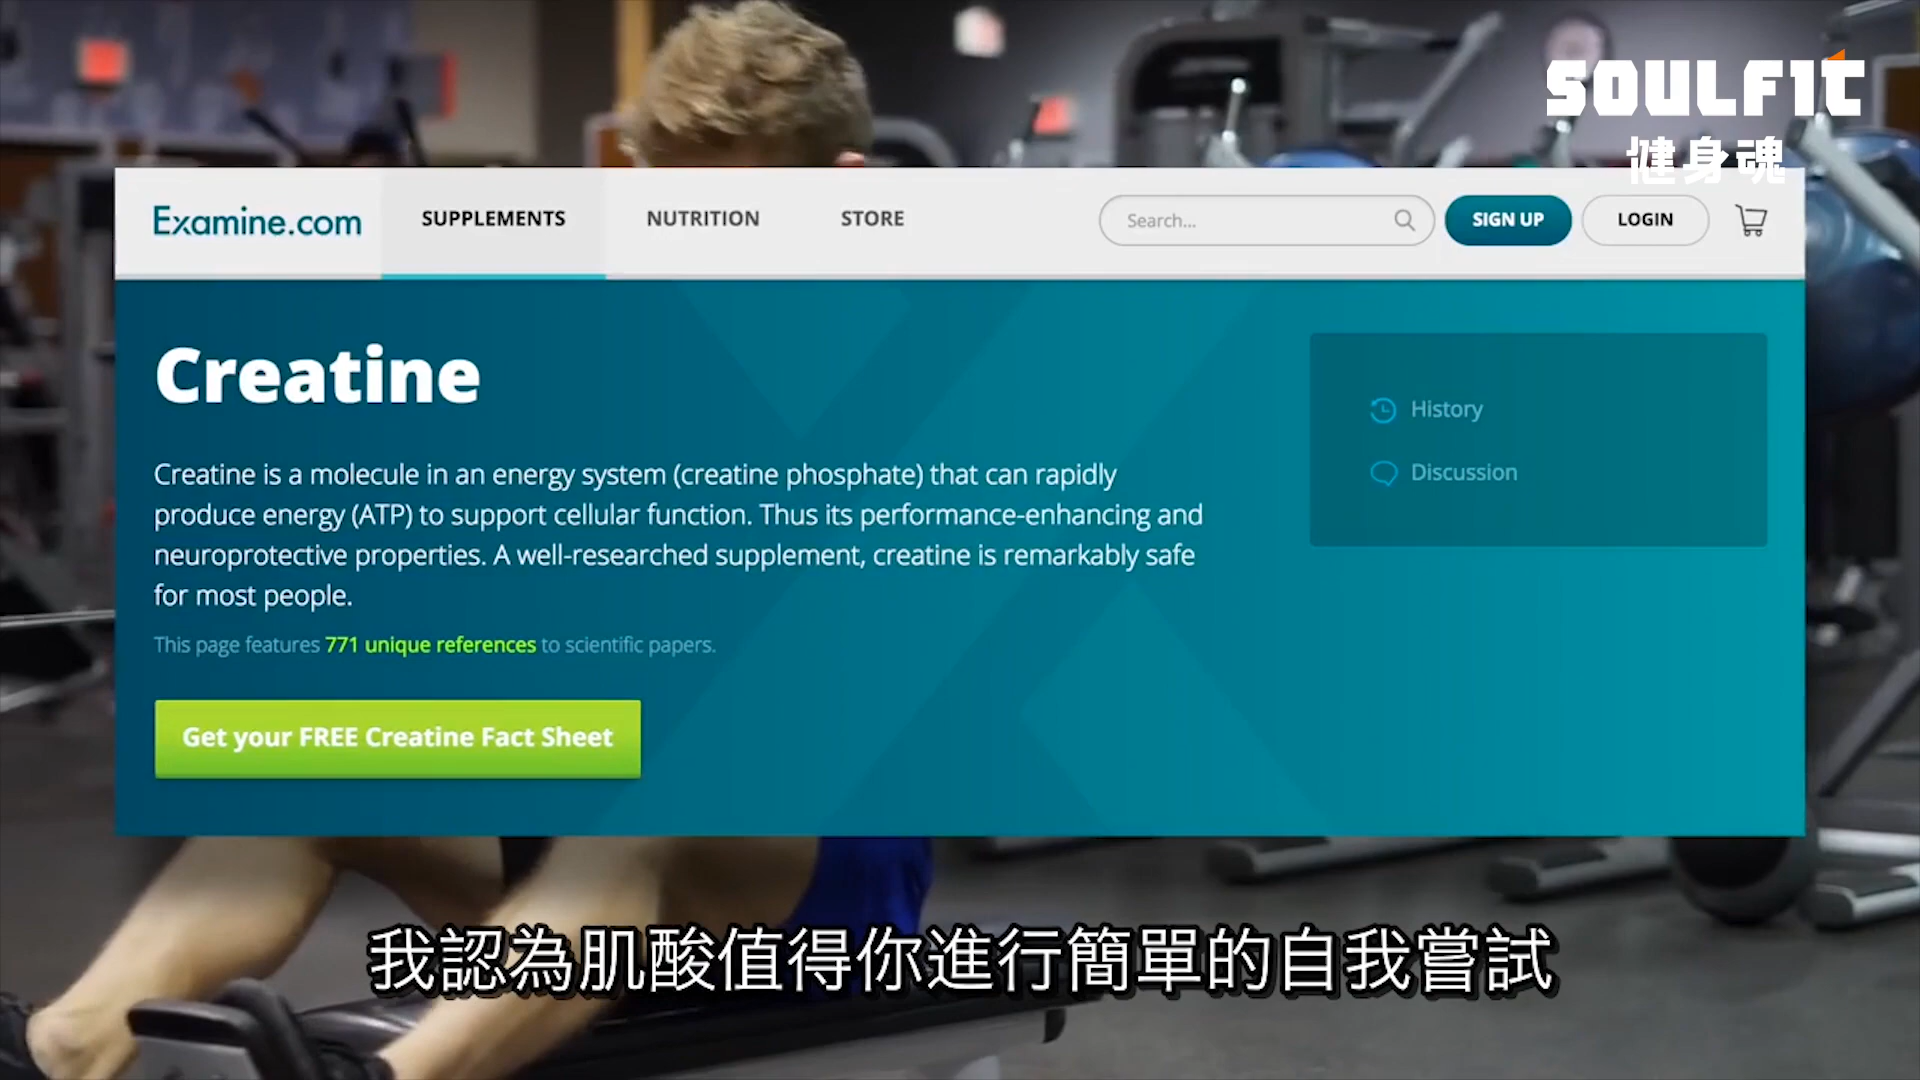 SOULFIT
健身魂
Examine.com SUPPLEMENTS NUTRITION STORE Search... SIGN UP LOGIN
Creatine
Creatine is a molecule in an energy system (creatine phosphate) that can rapidly
produce energy (ATP) to support cellular function. Thus its performance-enhancing and
neuroprotective properties. A well-researched supplement, creatine is remarkably safe
for most people.
This page features 771 unique references to scientific papers.
Get your FREE Creatine Fact Sheet
History
Discussion
我認為肌酸值得你進行簡單的自我嘗試